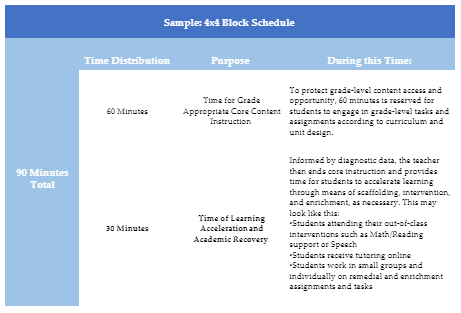 Sample: 4x4 Block Schedule
Time Distribution
Purpose
During this Time:
90 Minutes
Total
60 Minutes
Time for Grade
Appropriate Core Content
Instruction
To protect grade-level content access and
opportunity, 60 minutes is reserved for
students to engage in grade-level tasks and
assignments according to curriculum and
unit design.
30 Minutes
Time of Learning
Acceleration and
Academic Recovery
Informed by diagnostic data, the teacher
then ends core instruction and provides
time for students to accelerate learning
through means of scaffolding, intervention,
and enrichment, as necessary. This may
look like this:
•Students attending their out-of-class
interventions such as Math/Reading
support or Speech
•Students receive tutoring online
•Students work in small groups and
individually on remedial and enrichment
assignments and tasks